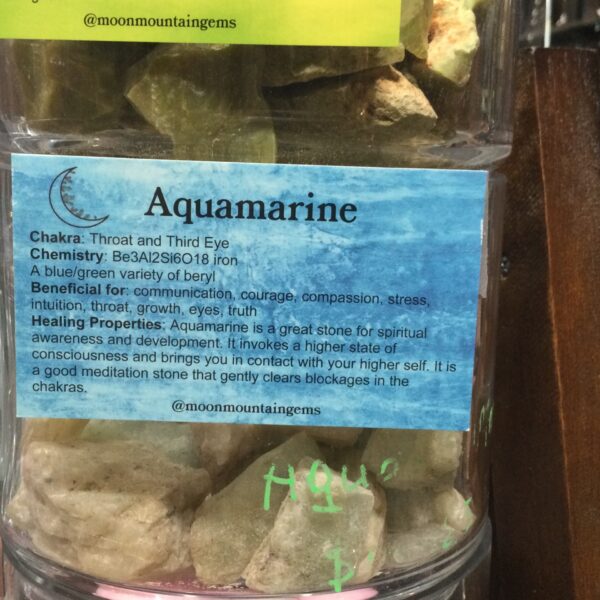 @moonmountaingems
Aquamarine
Chakra: Throat and Third Eye
Chemistry: Be3Al2Si6O18 iron
A blue/green variety of beryl
Beneficial for: communication, courage, compassion, stress,
intuition, throat, growth, eyes, truth
Healing Properties: Aquamarine is a great stone for spiritual
awareness and development. It invokes a higher state of
consciousness and brings you in contact with your higher self. It is
a good meditation stone that gently clears blockages in the
chakras.
@moonmountaingems
Aqua